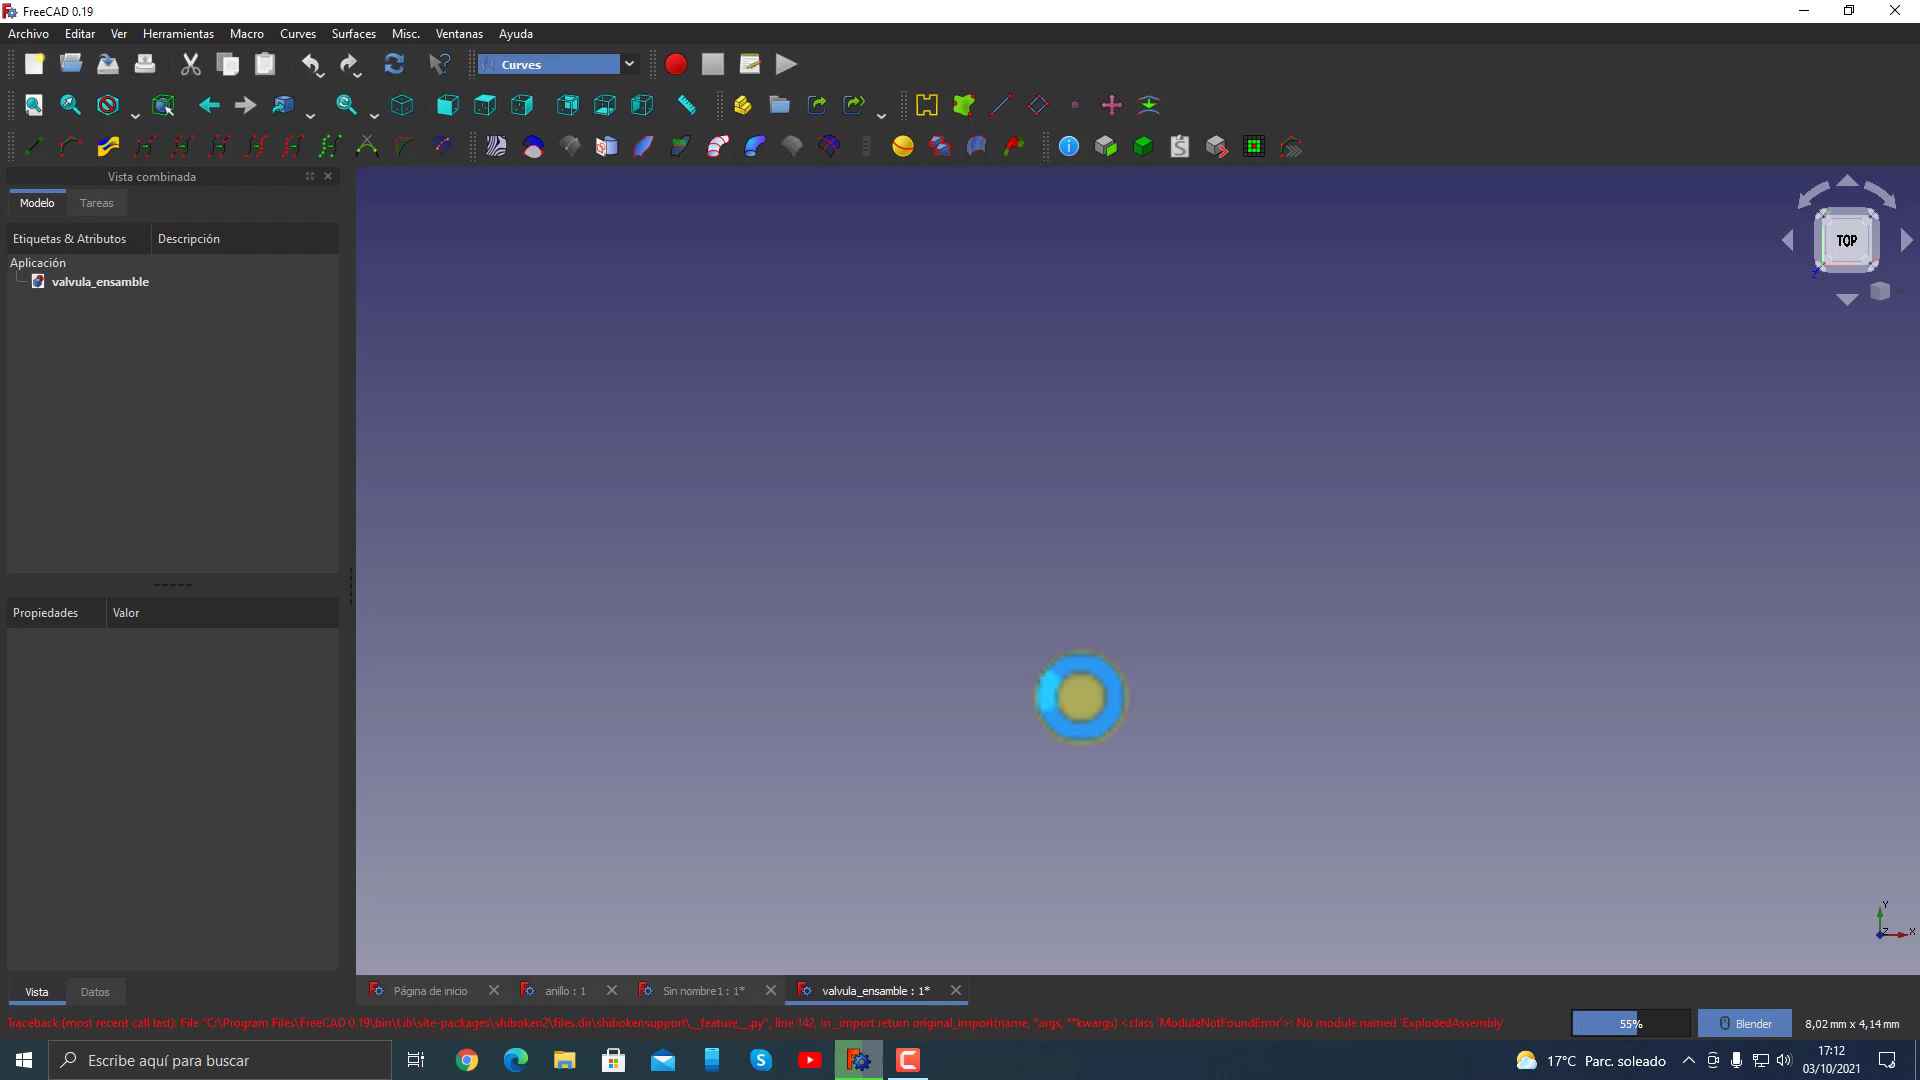 FreeCAD 0.19
Archivo Editar Ver Herramientas Macro Curves Surfaces Misc. Ventanas Ayuda
Curves
Vista combinada
Modelo Tareas
Etiquetas & Atributos Descripción
Aplicación
valvula_ensamble
TOP
Z
Propiedades Valor
Y
Z X
Vista Datos
Página de inicio anillo : 1 Sin nombre1 : 1* valvula_ensamble : 1*
Traceback (most recent call last): File "C:\Program Files\FreeCAD 0.19\bin\Lib\site-packages\shiboken2\files.dir\shibokensupport\__feature__.py", line 142, in _import return original_import(name, *args, **kwargs) <class 'ModuleNotFoundError'>: No module named 'ExplodedAssembly'
55% Blender 8,02 mm x 4,14 mm
Escribe aquí para buscar
17°C Parc. soleado
17:12
03/10/2021